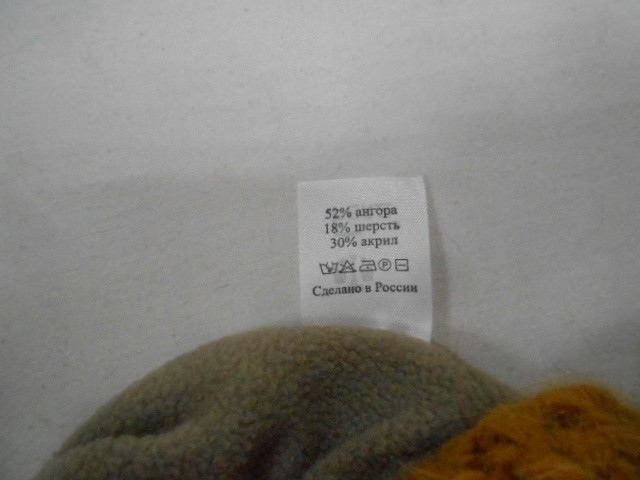 52% ангора
18% шерсть
30% акрил
Сделано в России